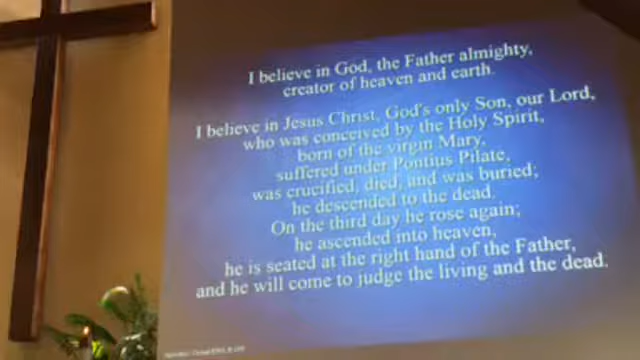 I believe in God, the Father almighty,
creator of heaven and earth.
I believe in Jesus Christ, God's only Son, our Lord,
who was conceived by the Holy Spirit,
born of the virgin Mary,
suffered under Pontius Pilate,
was crucified, died, and was buried;
he descended to the dead.
On the third day he rose again;
he ascended into heaven,
he is seated at the right hand of the Father,
and he will come to judge the living and the dead.